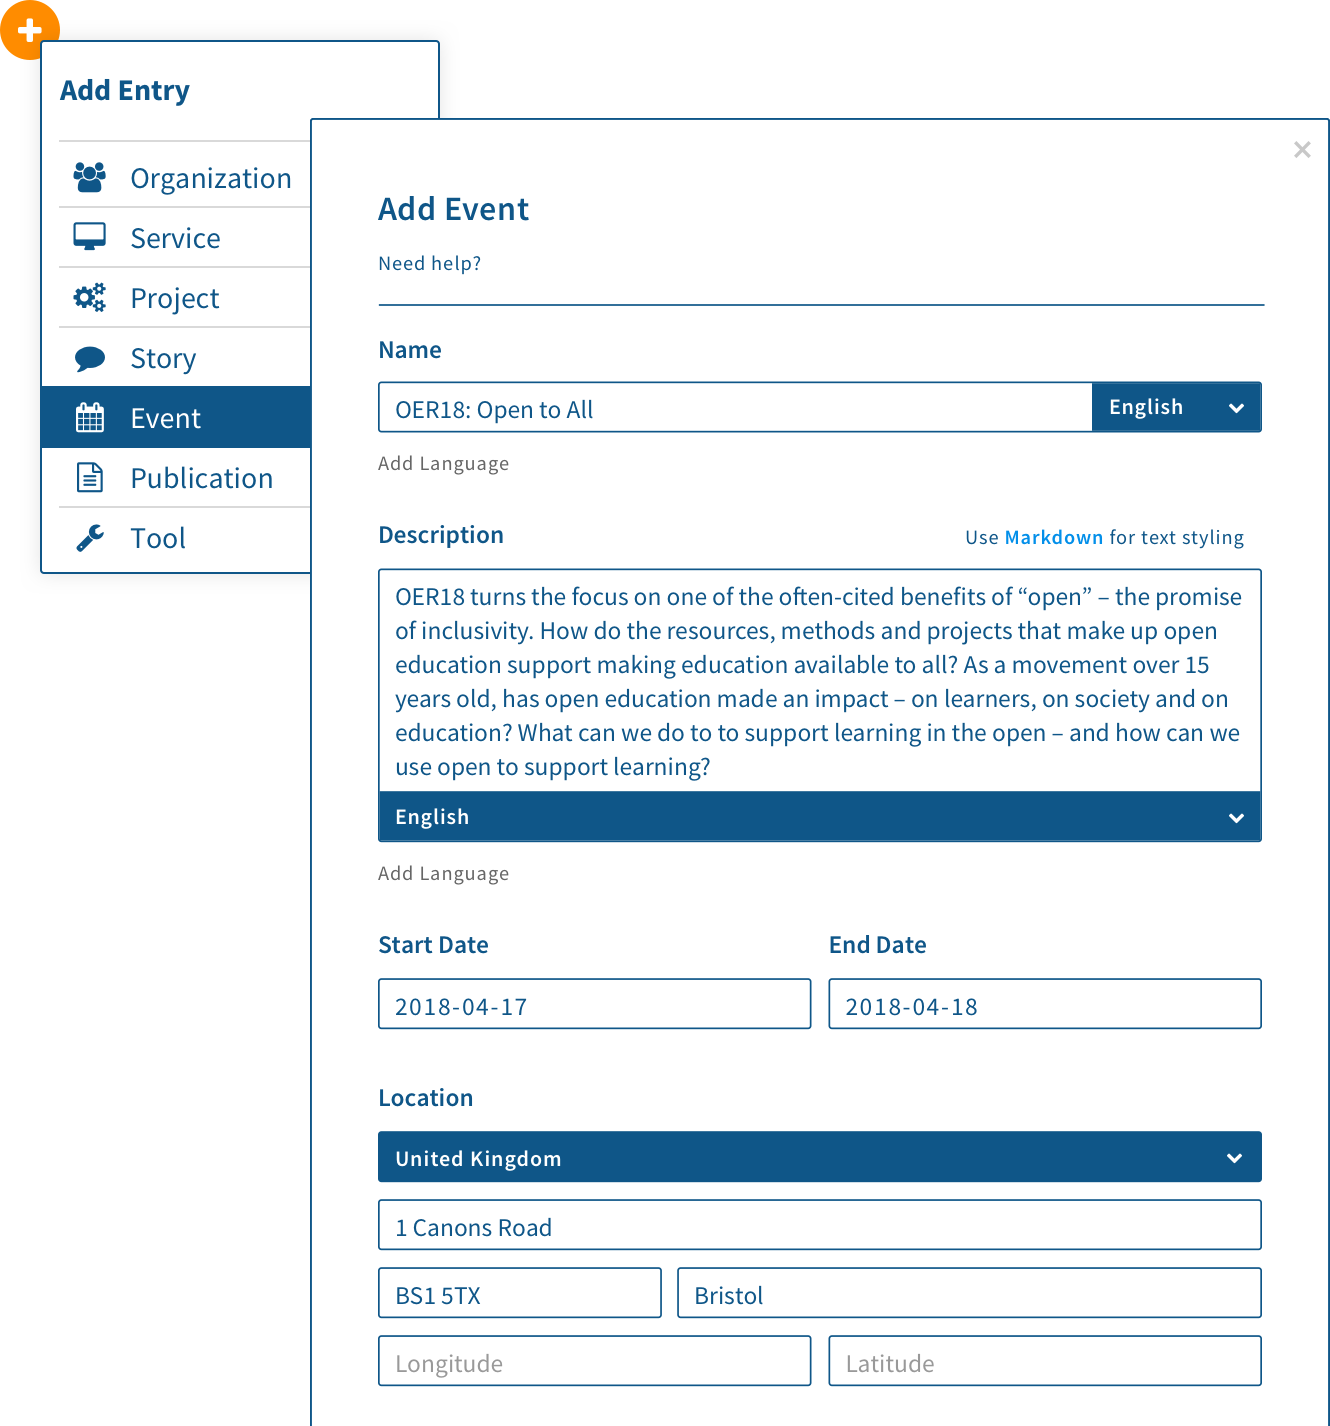 Add Entry
Organization
Service
Project
Story
Event
Publication
Tool
Add Event
Need help?
Name
OER18: Open to All
English
Add Language
Description
Use Markdown for text styling
OER18 turns the focus on one of the often-cited benefits of “open” – the promise
of inclusivity. How do the resources, methods and projects that make up open
education support making education available to all? As a movement over 15
years old, has open education made an impact – on learners, on society and on
education? What can we do to to support learning in the open – and how can we
use open to support learning?
English
Add Language
Start Date
End Date
2018-04-17
2018-04-18
Location
United Kingdom
1 Canons Road
BS1 5TX
Bristol
Longitude
Latitude